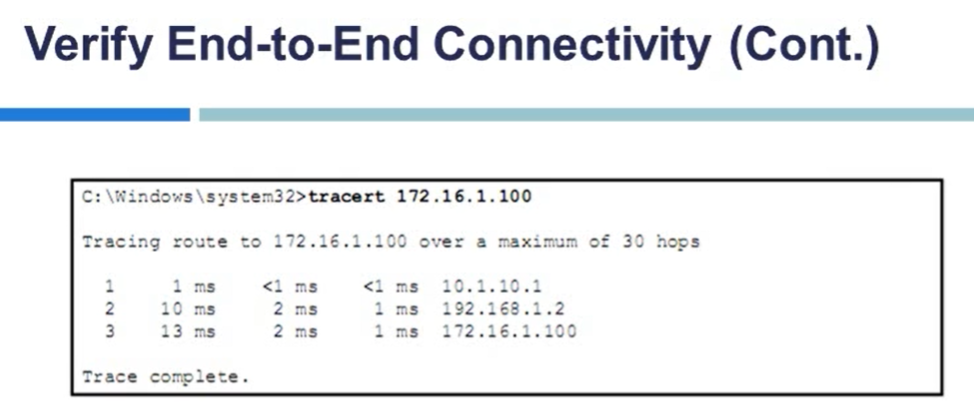 Verify End-to-End Connectivity (Cont.)
C:\Windows\system32>tracert 172.16.1.100
Tracing route to 172.16.1.100 over a maximum of 30 hops
1 1 ms <1 ms <1 ms 10.1.10.1
2 10 ms 2 ms 1 ms 192.168.1.2
3 13 ms 2 ms 1 ms 172.16.1.100
Trace complete.